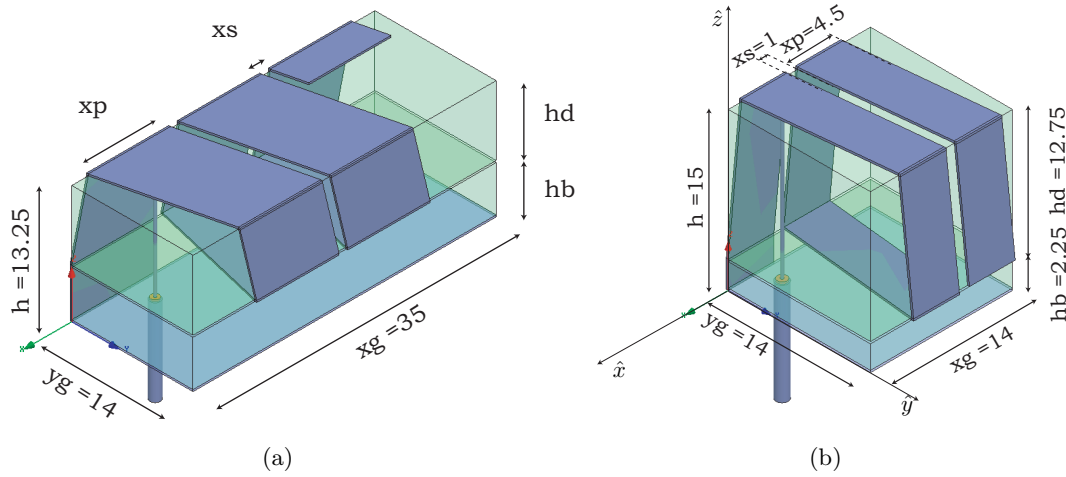 xs
xp
hd
hb
h =13.25
xg =35
yg =14
(a)
ẑ
xs=1
xp=4.5
h =15
hb =2.25 hd =12.75
X
Y
X
Y
yg =14
xg =14
x̂
ŷ
(b)